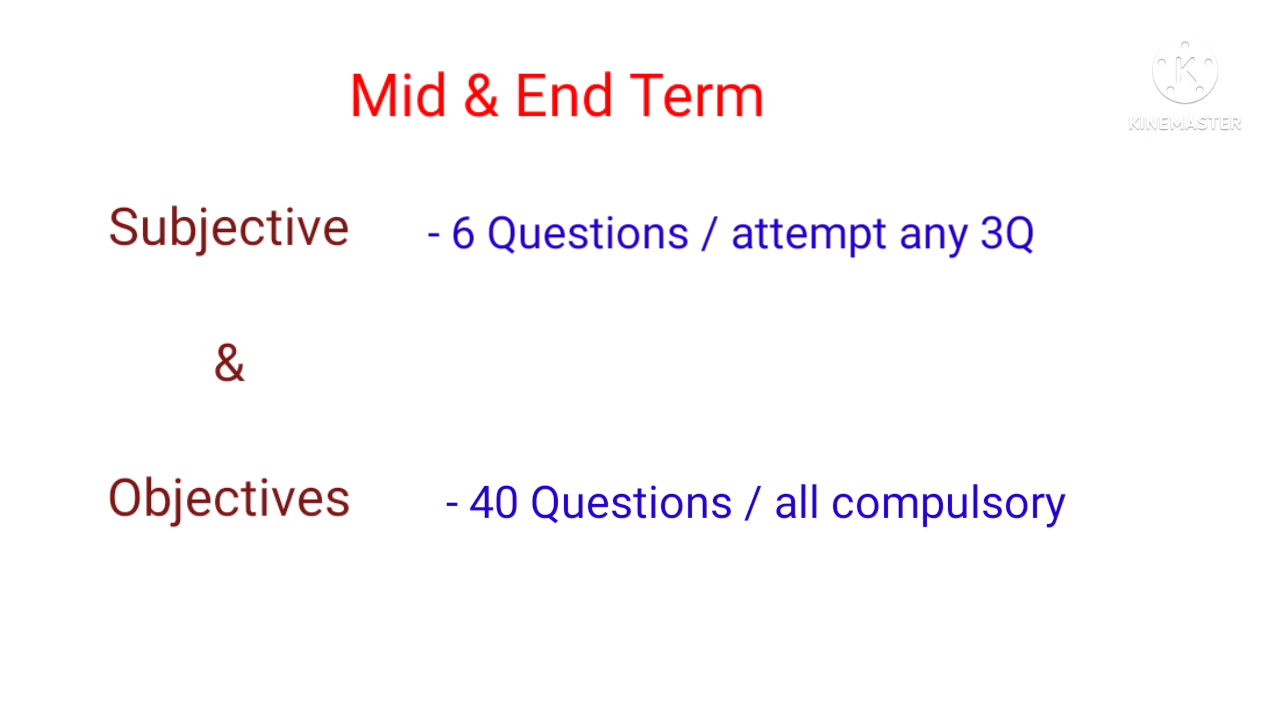 Mid & End Term
KINEMASTER
Subjective - 6 Questions / attempt any 3Q
&
Objectives - 40 Questions / all compulsory